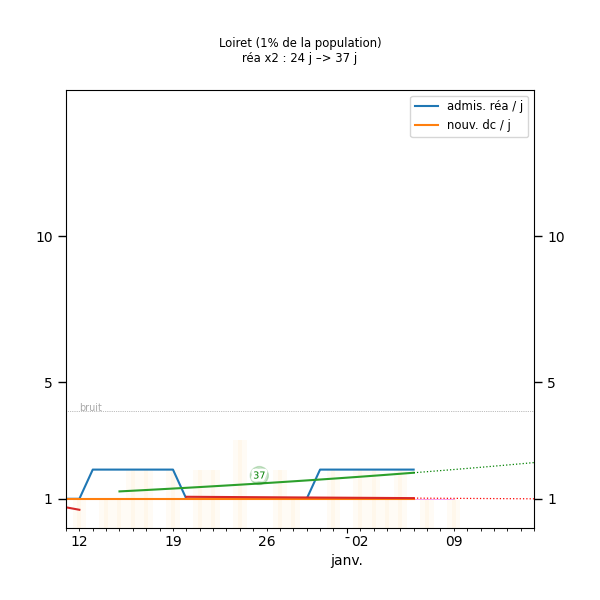 Loiret (1% de la population)
réa x2 : 24 j –> 37 j
admis. réa / j
nouv. dc / j
10
10
5
5
bruit
37
1
1
12
19
26
02
09
janv.